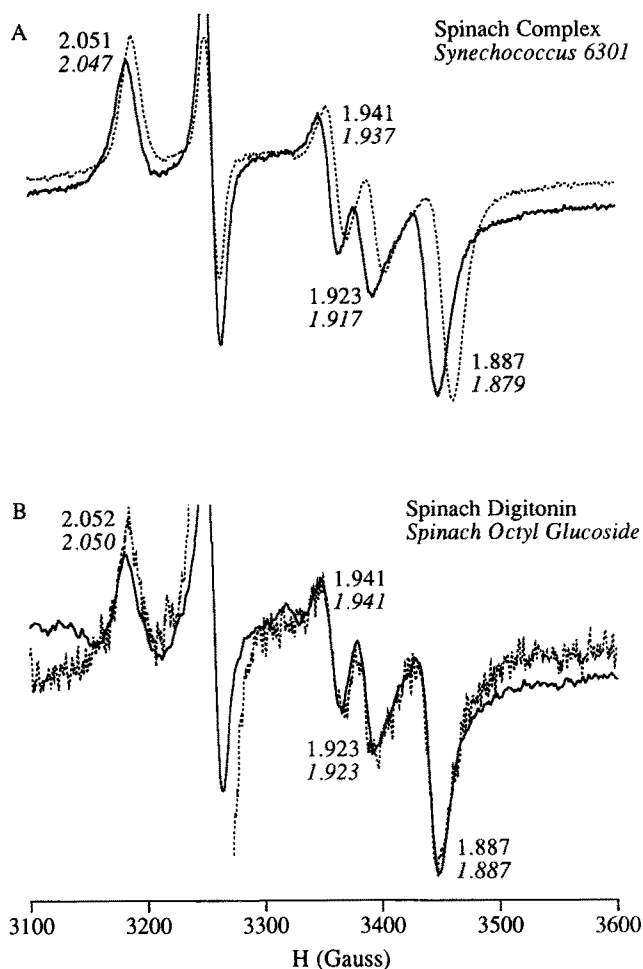 A
Spinach Complex
Synechococcus 6301
2.051
2.047
1.941
1.937
1.923
1.917
1.887
1.879
B
Spinach Digitonin
Spinach Octyl Glucoside
2.052
2.050
1.941
1.941
1.923
1.923
1.887
1.887
3100 3200 3300 3400 3500 3600
H (Gauss)